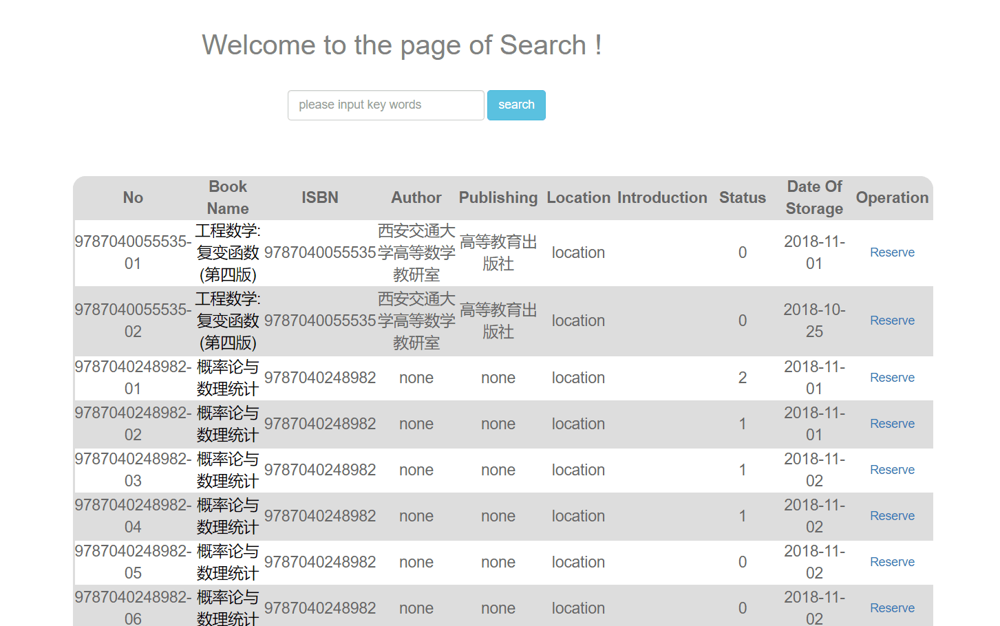 Welcome to the page of Search !
please input key words
search
No Book Name ISBN Author Publishing Location Introduction Status Date Of Storage Operation
9787040055535-01 工程数学:复变函数(第四版) 9787040055535 西安交通大学高等数学教研室 高等教育出版社 location 0 2018-11-01 Reserve
9787040055535-02 工程数学:复变函数(第四版) 9787040055535 西安交通大学高等数学教研室 高等教育出版社 location 0 2018-10-25 Reserve
9787040248982-01 概率论与数理统计 9787040248982 none none location 2 2018-11-01 Reserve
9787040248982-02 概率论与数理统计 9787040248982 none none location 1 2018-11-01 Reserve
9787040248982-03 概率论与数理统计 9787040248982 none none location 1 2018-11-02 Reserve
9787040248982-04 概率论与数理统计 9787040248982 none none location 1 2018-11-02 Reserve
9787040248982-05 概率论与数理统计 9787040248982 none none location 0 2018-11-02 Reserve
9787040248982-06 概率论与数理统计 9787040248982 none none location 0 2018-11-02 Reserve